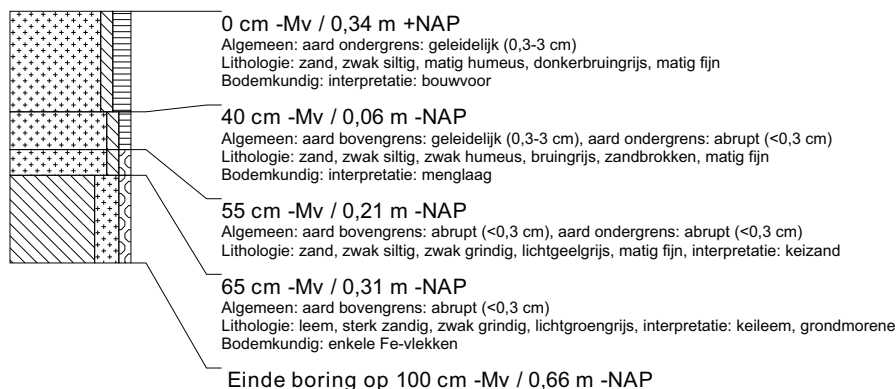 0 cm -Mv / 0,34 m +NAP
Algemeen: aard ondergrens: geleidelijk (0,3-3 cm)
Lithologie: zand, zwak siltig, matig humeus, donkerbruingrijs, matig fijn
Bodemkundig: interpretatie: bouwvoor
40 cm -Mv / 0,06 m -NAP
Algemeen: aard bovengrens: geleidelijk (0,3-3 cm), aard ondergrens: abrupt (<0,3 cm)
Lithologie: zand, zwak siltig, zwak humeus, bruingrijs, zandbrokken, matig fijn
Bodemkundig: interpretatie: menglaag
55 cm -Mv / 0,21 m -NAP
Algemeen: aard bovengrens: abrupt (<0,3 cm), aard ondergrens: abrupt (<0,3 cm)
Lithologie: zand, zwak siltig, zwak grindig, lichtgeelgrijs, matig fijn, interpretatie: keizand
65 cm -Mv / 0,31 m -NAP
Algemeen: aard bovengrens: abrupt (<0,3 cm)
Lithologie: leem, sterk zandig, zwak grindig, lichtgroengrijs, interpretatie: keileem, grondmorene
Bodemkundig: enkele Fe-vlekken
Einde boring op 100 cm -Mv / 0,66 m -NAP